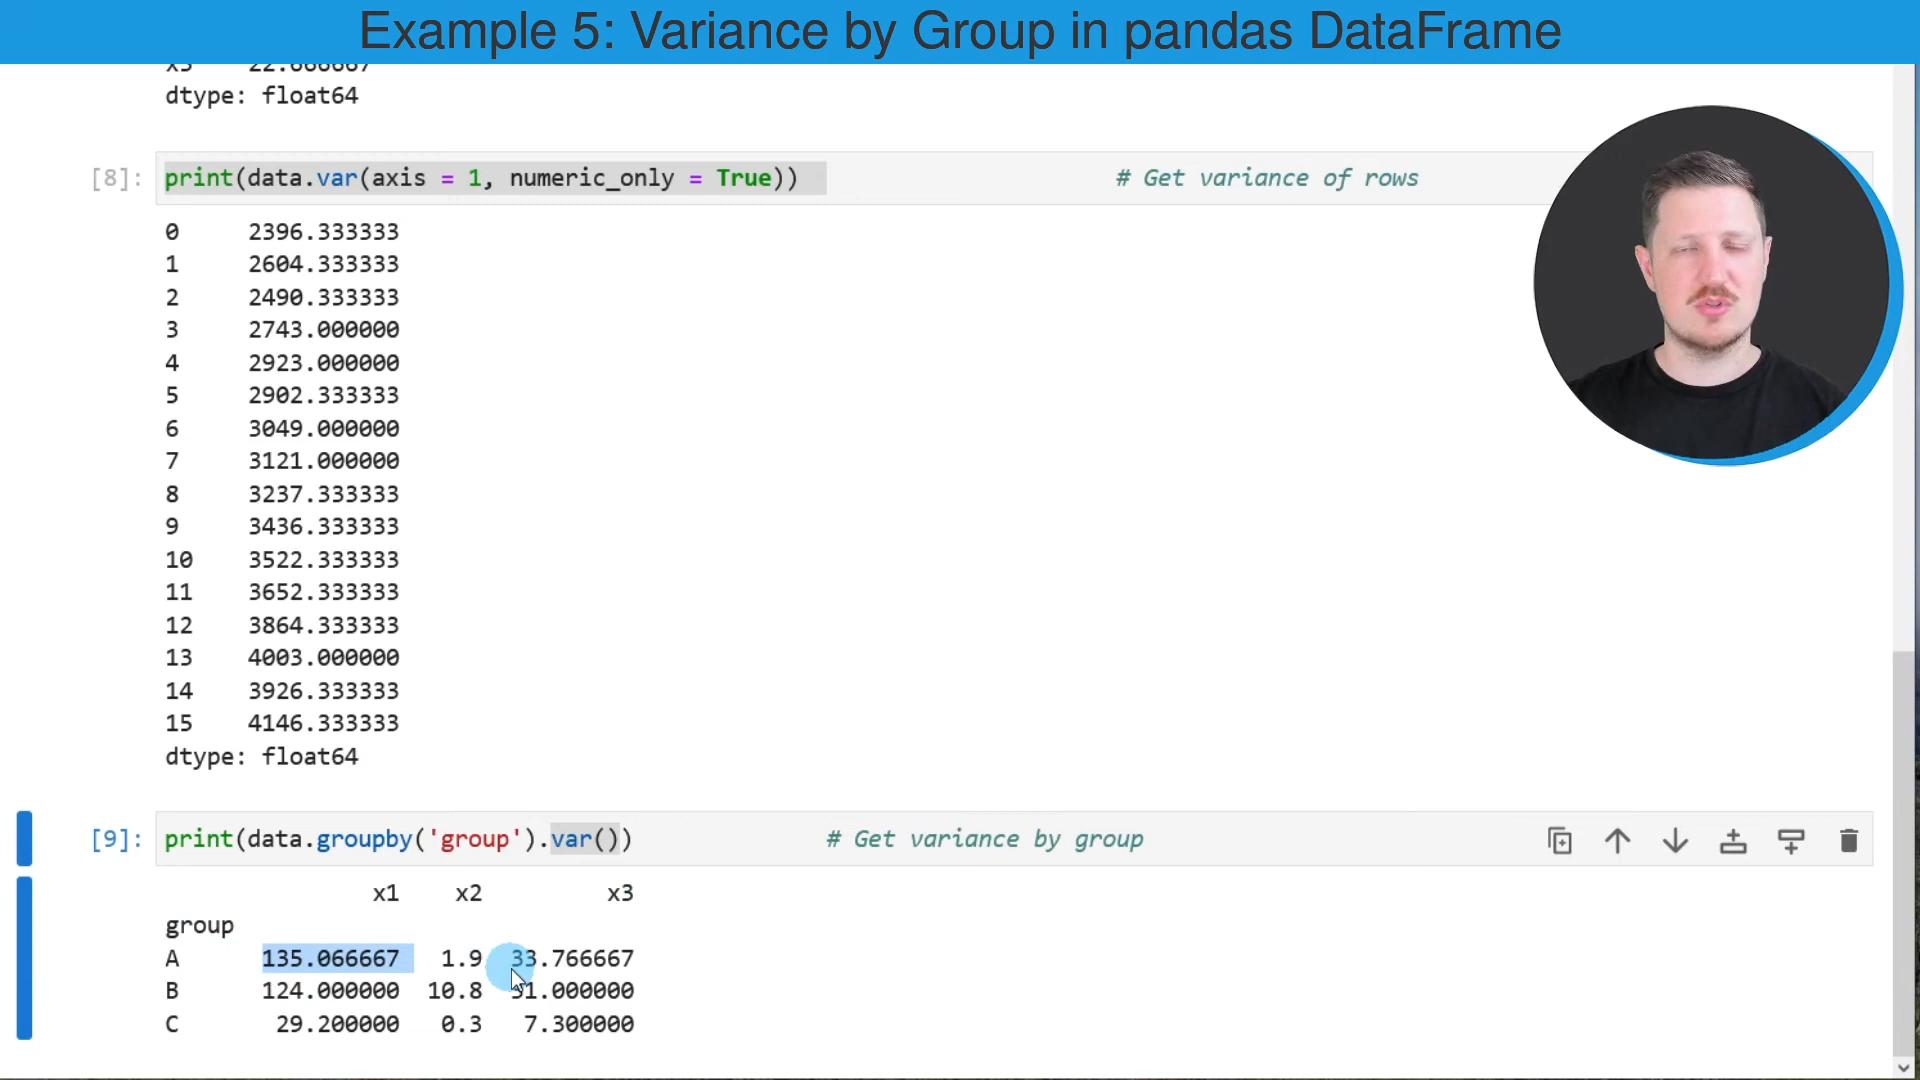 Example 5: Variance by Group in pandas DataFrame
x3 22.666667
dtype: float64
[8]: print(data.var(axis = 1, numeric_only = True)) # Get variance of rows
0 2396.333333
1 2604.333333
2 2490.333333
3 2743.000000
4 2923.000000
5 2902.333333
6 3049.000000
7 3121.000000
8 3237.333333
9 3436.333333
10 3522.333333
11 3652.333333
12 3864.333333
13 4003.000000
14 3926.333333
15 4146.333333
dtype: float64
[9]: print(data.groupby('group').var()) # Get variance by group
x1 x2 x3
group
A 135.066667 1.9 33.766667
B 124.000000 10.8 31.000000
C 29.200000 0.3 7.300000